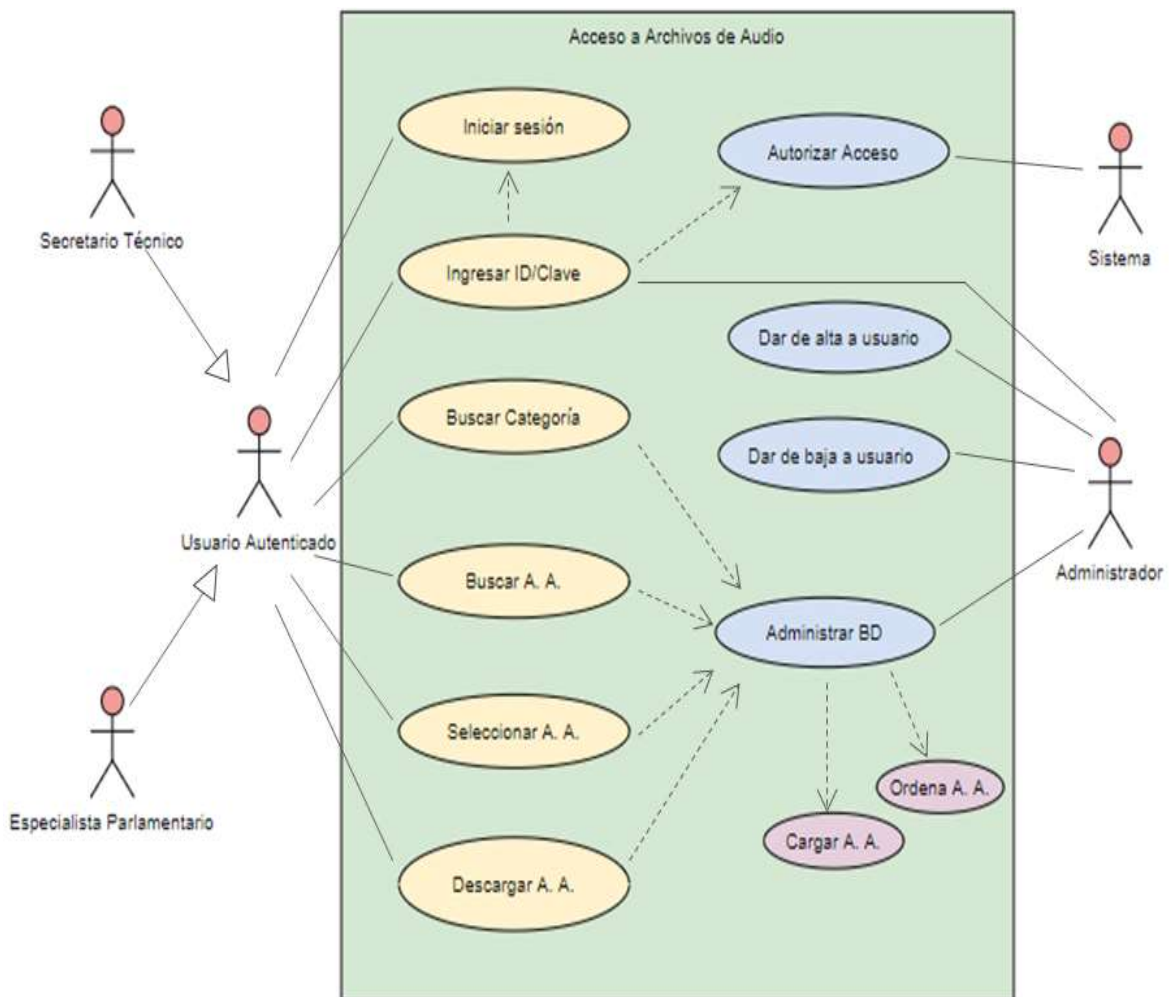 Acceso a Archivos de Audio
Iniciar sesión
Autorizar Acceso
Secretario Técnico
Ingresar ID/Clave
Sistema
Dar de alta a usuario
Buscar Categoría
Dar de baja a usuario
Usuario Autenticado
Administrador
Buscar A. A.
Administrar BD
Seleccionar A. A.
Ordena A. A.
Especialista Parlamentario
Cargar A. A.
Descargar A. A.